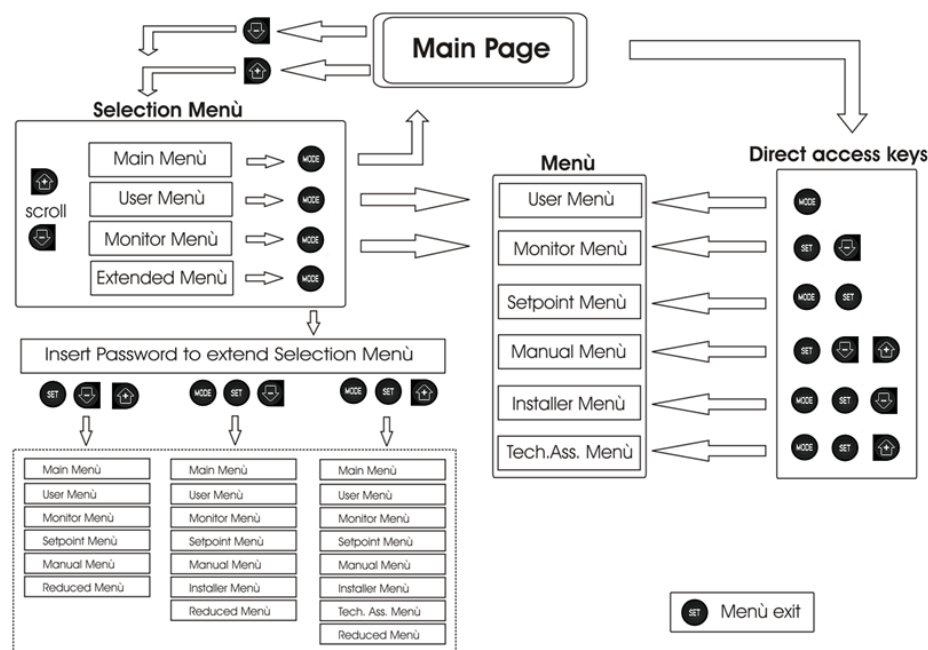 Main Page
Selection Menù
scroll
Main Menù MODE
User Menù MODE
Monitor Menù MODE
Extended Menù MODE
Insert Password to extend Selection Menù
SET - +
MODE SET -
MODE SET +
Main Menù
User Menù
Monitor Menù
Setpoint Menù
Manual Menù
Reduced Menù
Main Menù
User Menù
Monitor Menù
Setpoint Menù
Manual Menù
Installer Menù
Reduced Menù
Main Menù
User Menù
Monitor Menù
Setpoint Menù
Manual Menù
Installer Menù
Tech. Ass. Menù
Reduced Menù
Menù
User Menù
Monitor Menù
Setpoint Menù
Manual Menù
Installer Menù
Tech.Ass. Menù
Direct access keys
MODE
SET -
MODE SET
SET - +
MODE SET -
MODE SET +
SET Menù exit